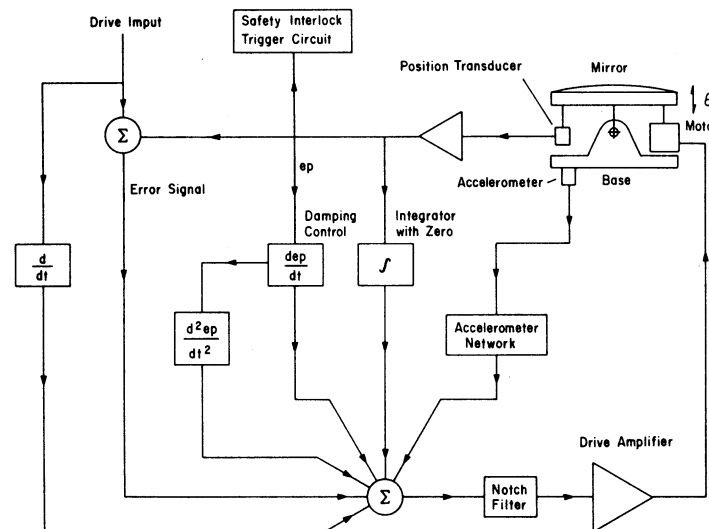 Drive Imput
Safety Interlock
Trigger Circuit
Position Transducer
Mirror
θ
Moto
Σ
ep
Accelerometer
Base
Error Signal
Damping
Control
Integrator
with Zero
d
dt
dep
dt
∫
d²ep
dt²
Accelerometer
Network
Drive Amplifier
Σ
Notch
Filter